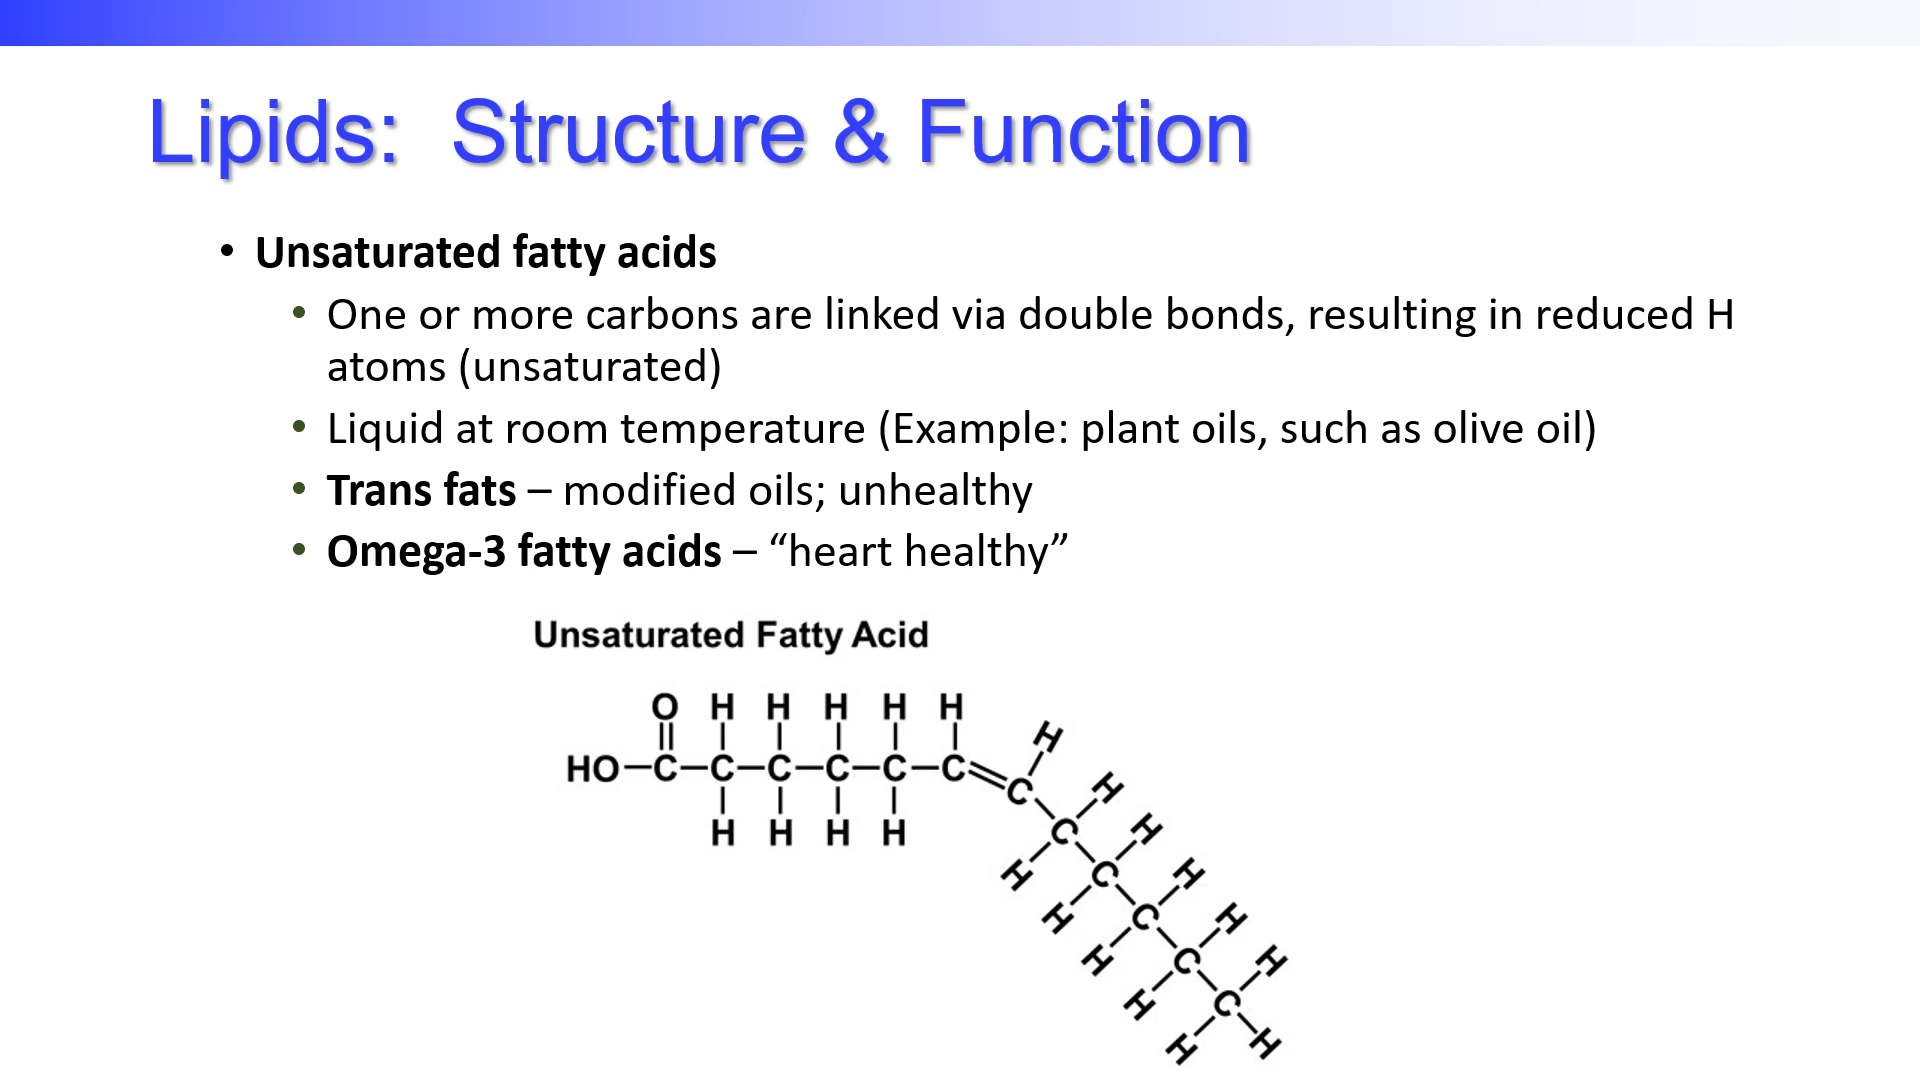 Lipids:  Structure & Function
• Unsaturated fatty acids
• One or more carbons are linked via double bonds, resulting in reduced H
atoms (unsaturated)
• Liquid at room temperature (Example: plant oils, such as olive oil)
• Trans fats – modified oils; unhealthy
• Omega-3 fatty acids – “heart healthy”
Unsaturated Fatty Acid
O H H H H H
H
HO–C–C–C–C–C–C=C
H H H H
H
C
H
H
C
H
H
C
H
H
C
H
H
C
H
H